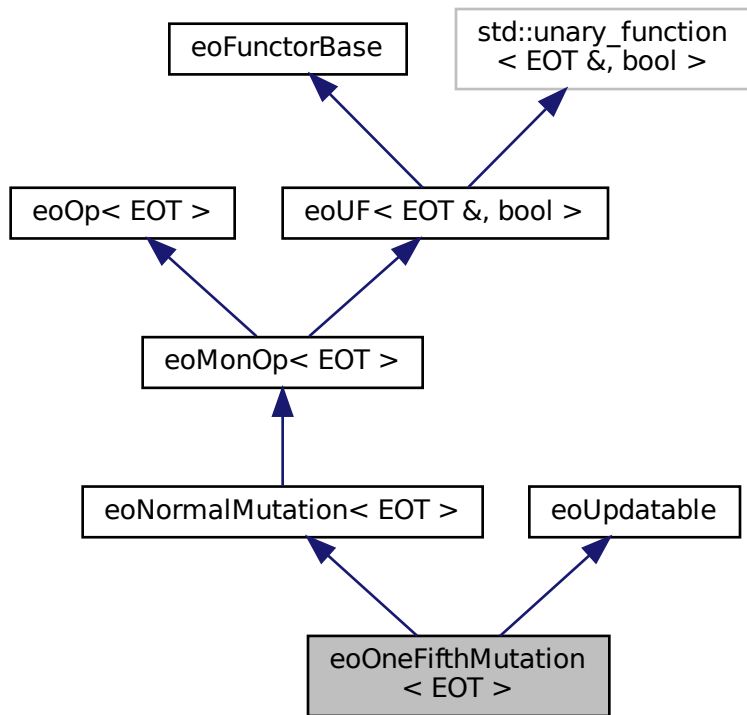 eoFunctorBase
std::unary_function
< EOT &, bool >
eoOp< EOT >
eoUF< EOT &, bool >
eoMonOp< EOT >
eoNormalMutation< EOT >
eoUpdatable
eoOneFifthMutation
< EOT >